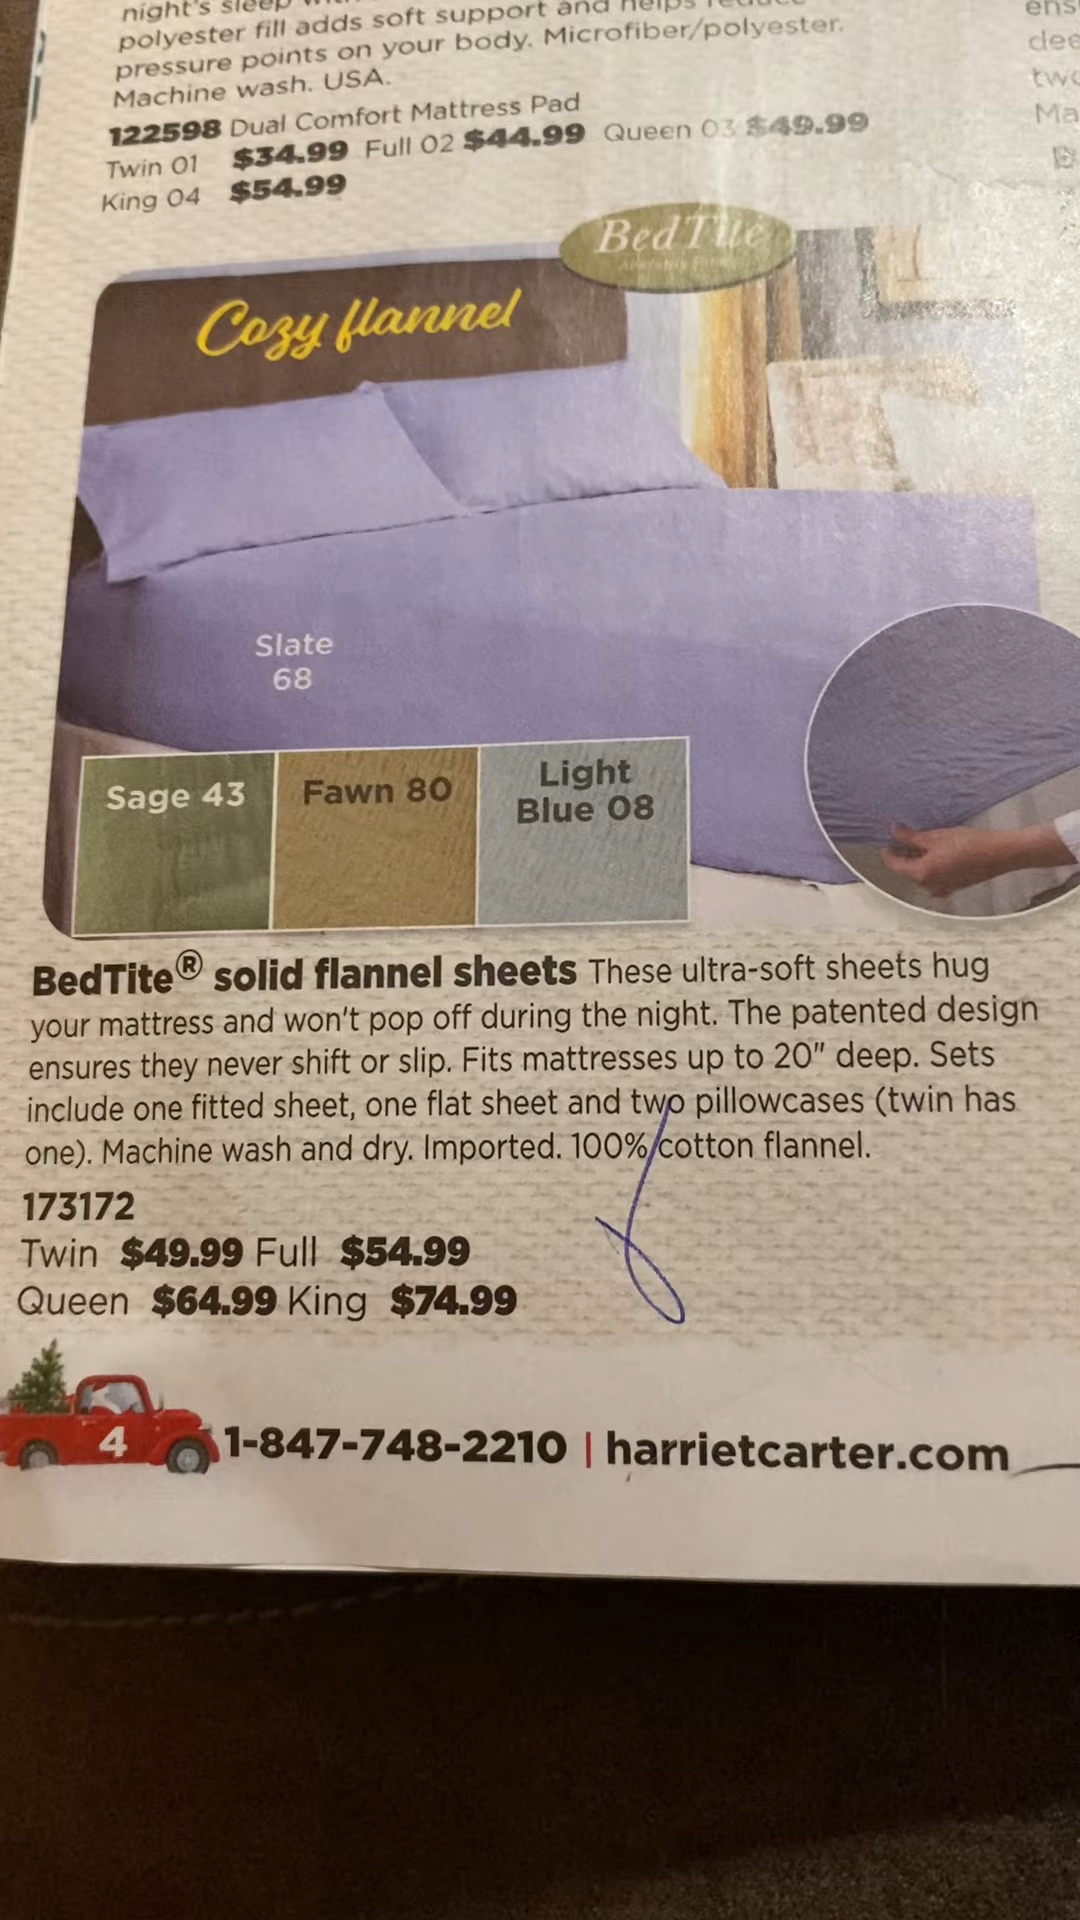 night's sleep
polyester fill adds soft support and helps
pressure points on your body. Microfiber/polyester.
Machine wash. USA.
122598 Dual Comfort Mattress Pad
Twin 01 $34.99 Full 02 $44.99 Queen 03 $49.99
King 04 $54.99
BedTite
Cozy flannel
Slate
68
Sage 43
Fawn 80
Light
Blue 08
BedTite® solid flannel sheets These ultra-soft sheets hug
your mattress and won't pop off during the night. The patented design
ensures they never shift or slip. Fits mattresses up to 20" deep. Sets
include one fitted sheet, one flat sheet and two pillowcases (twin has
one). Machine wash and dry. Imported. 100% cotton flannel.
173172
Twin $49.99 Full $54.99
Queen $64.99 King $74.99
4
1-847-748-2210 | harrietcarter.com